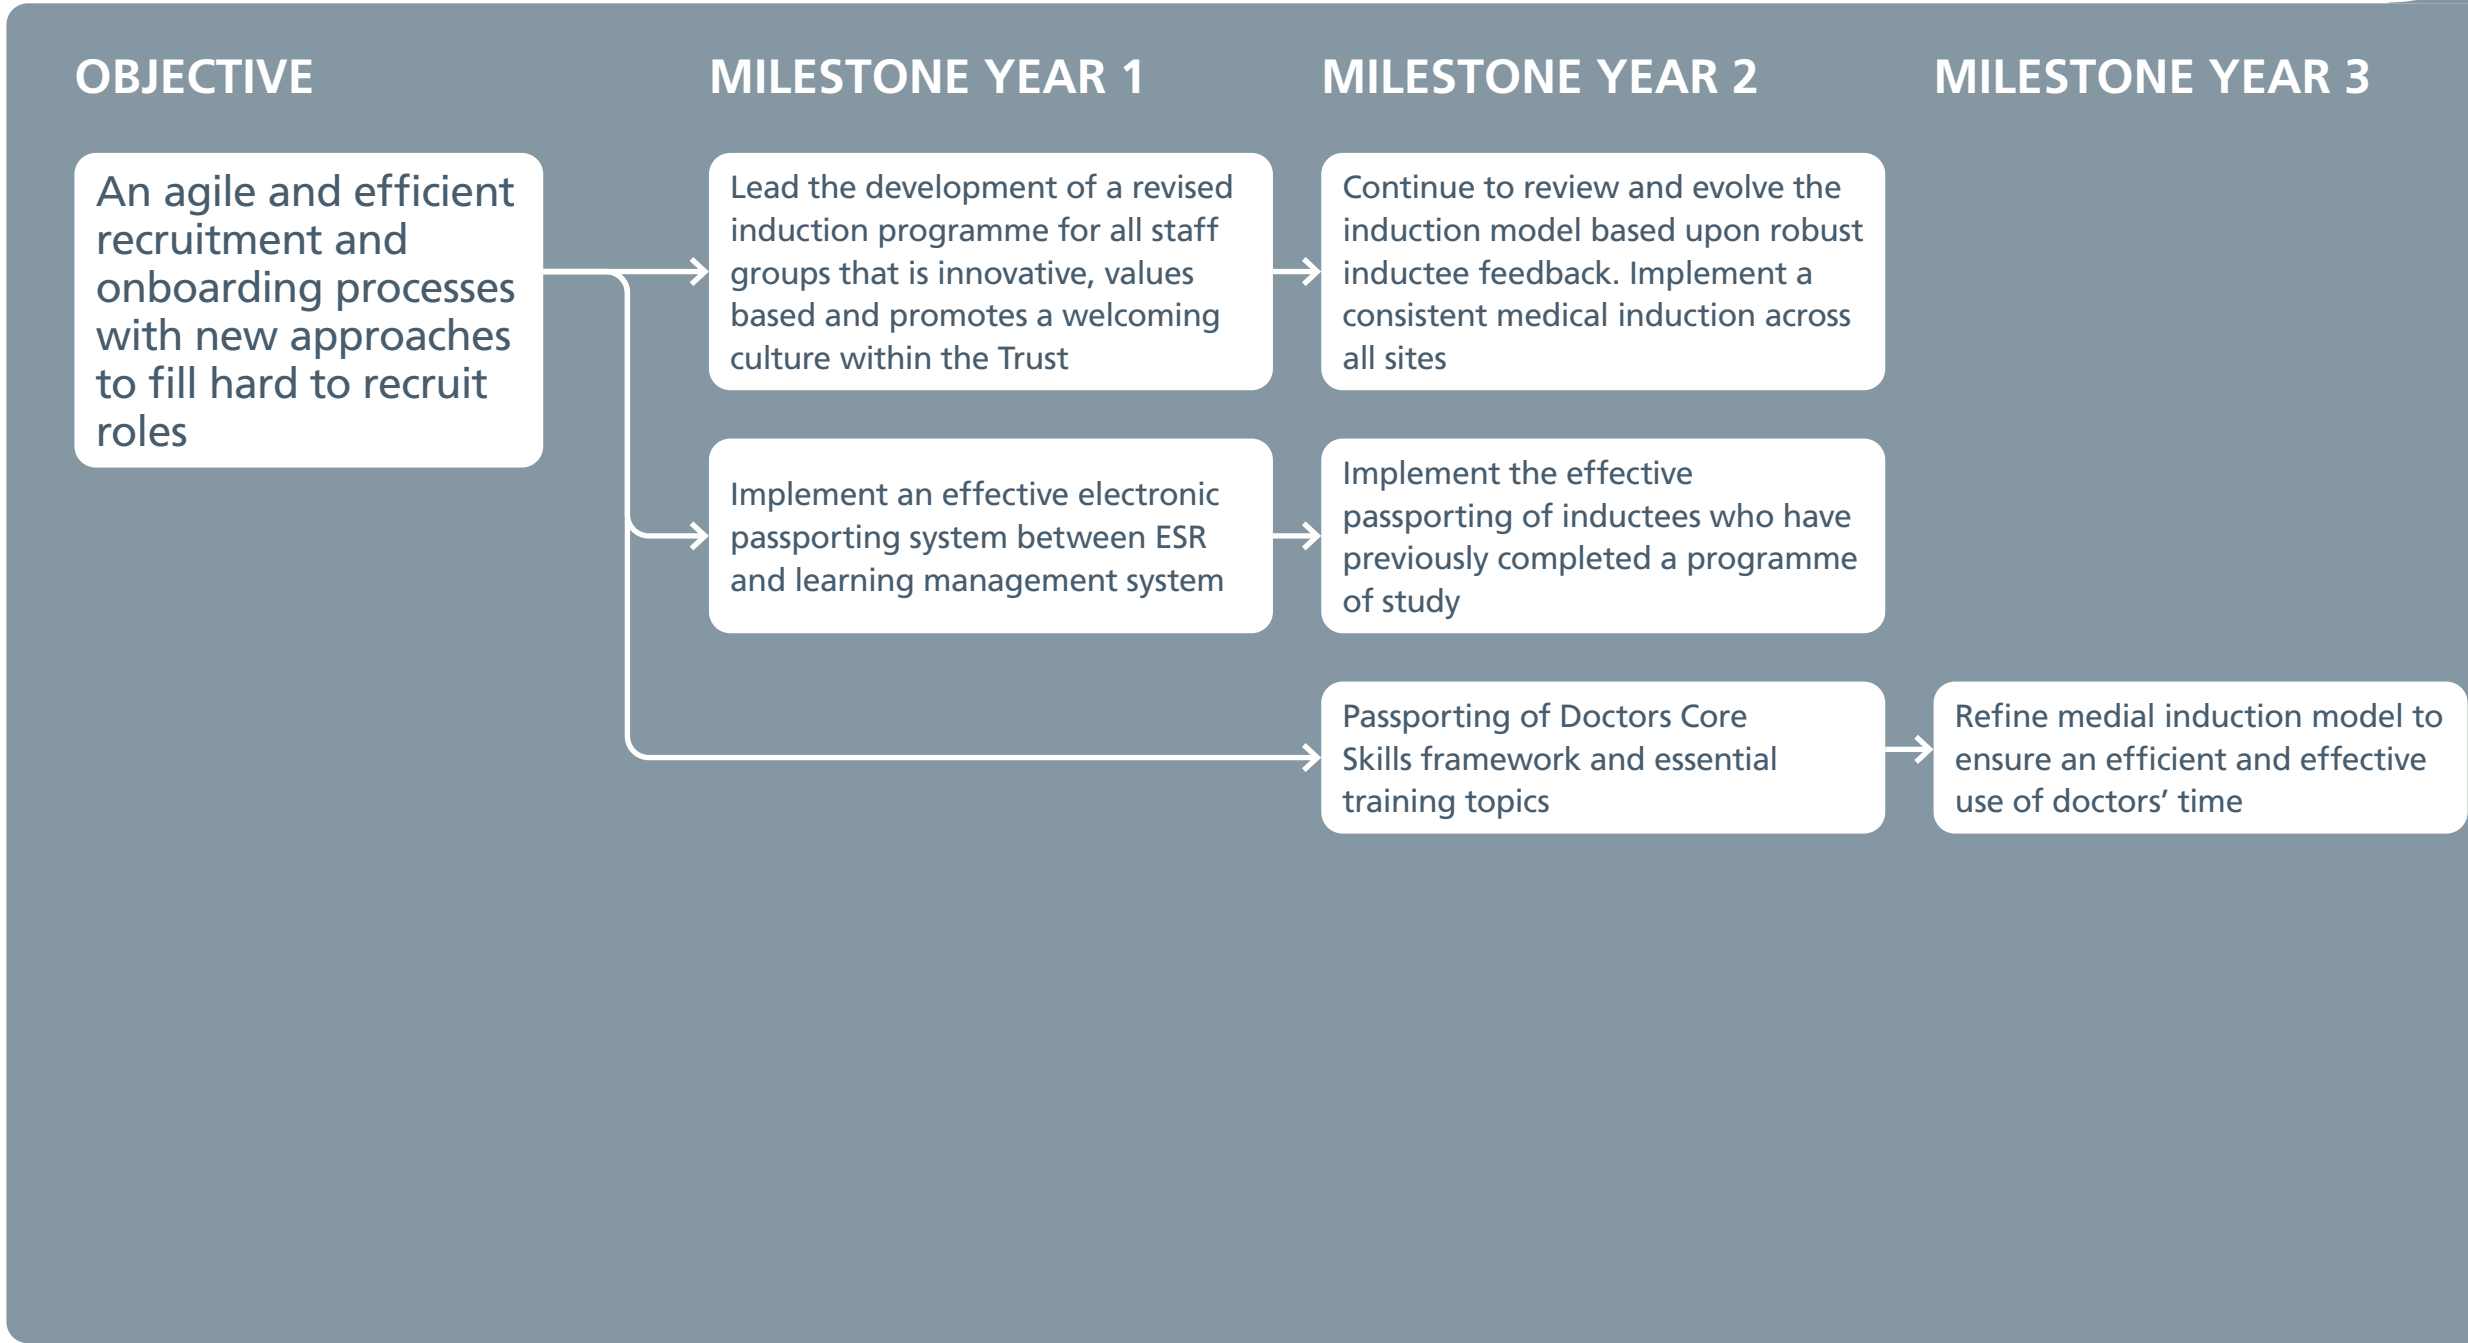 OBJECTIVE
MILESTONE YEAR 1
MILESTONE YEAR 2
MILESTONE YEAR 3
An agile and efficient
recruitment and
onboarding processes
with new approaches
to fill hard to recruit
roles
Lead the development of a revised
induction programme for all staff
groups that is innovative, values
based and promotes a welcoming
culture within the Trust
Continue to review and evolve the
induction model based upon robust
inductee feedback. Implement a
consistent medical induction across
all sites
Implement an effective electronic
passporting system between ESR
and learning management system
Implement the effective
passporting of inductees who have
previously completed a programme
of study
Passporting of Doctors Core
Skills framework and essential
training topics
Refine medial induction model to
ensure an efficient and effective
use of doctors’ time